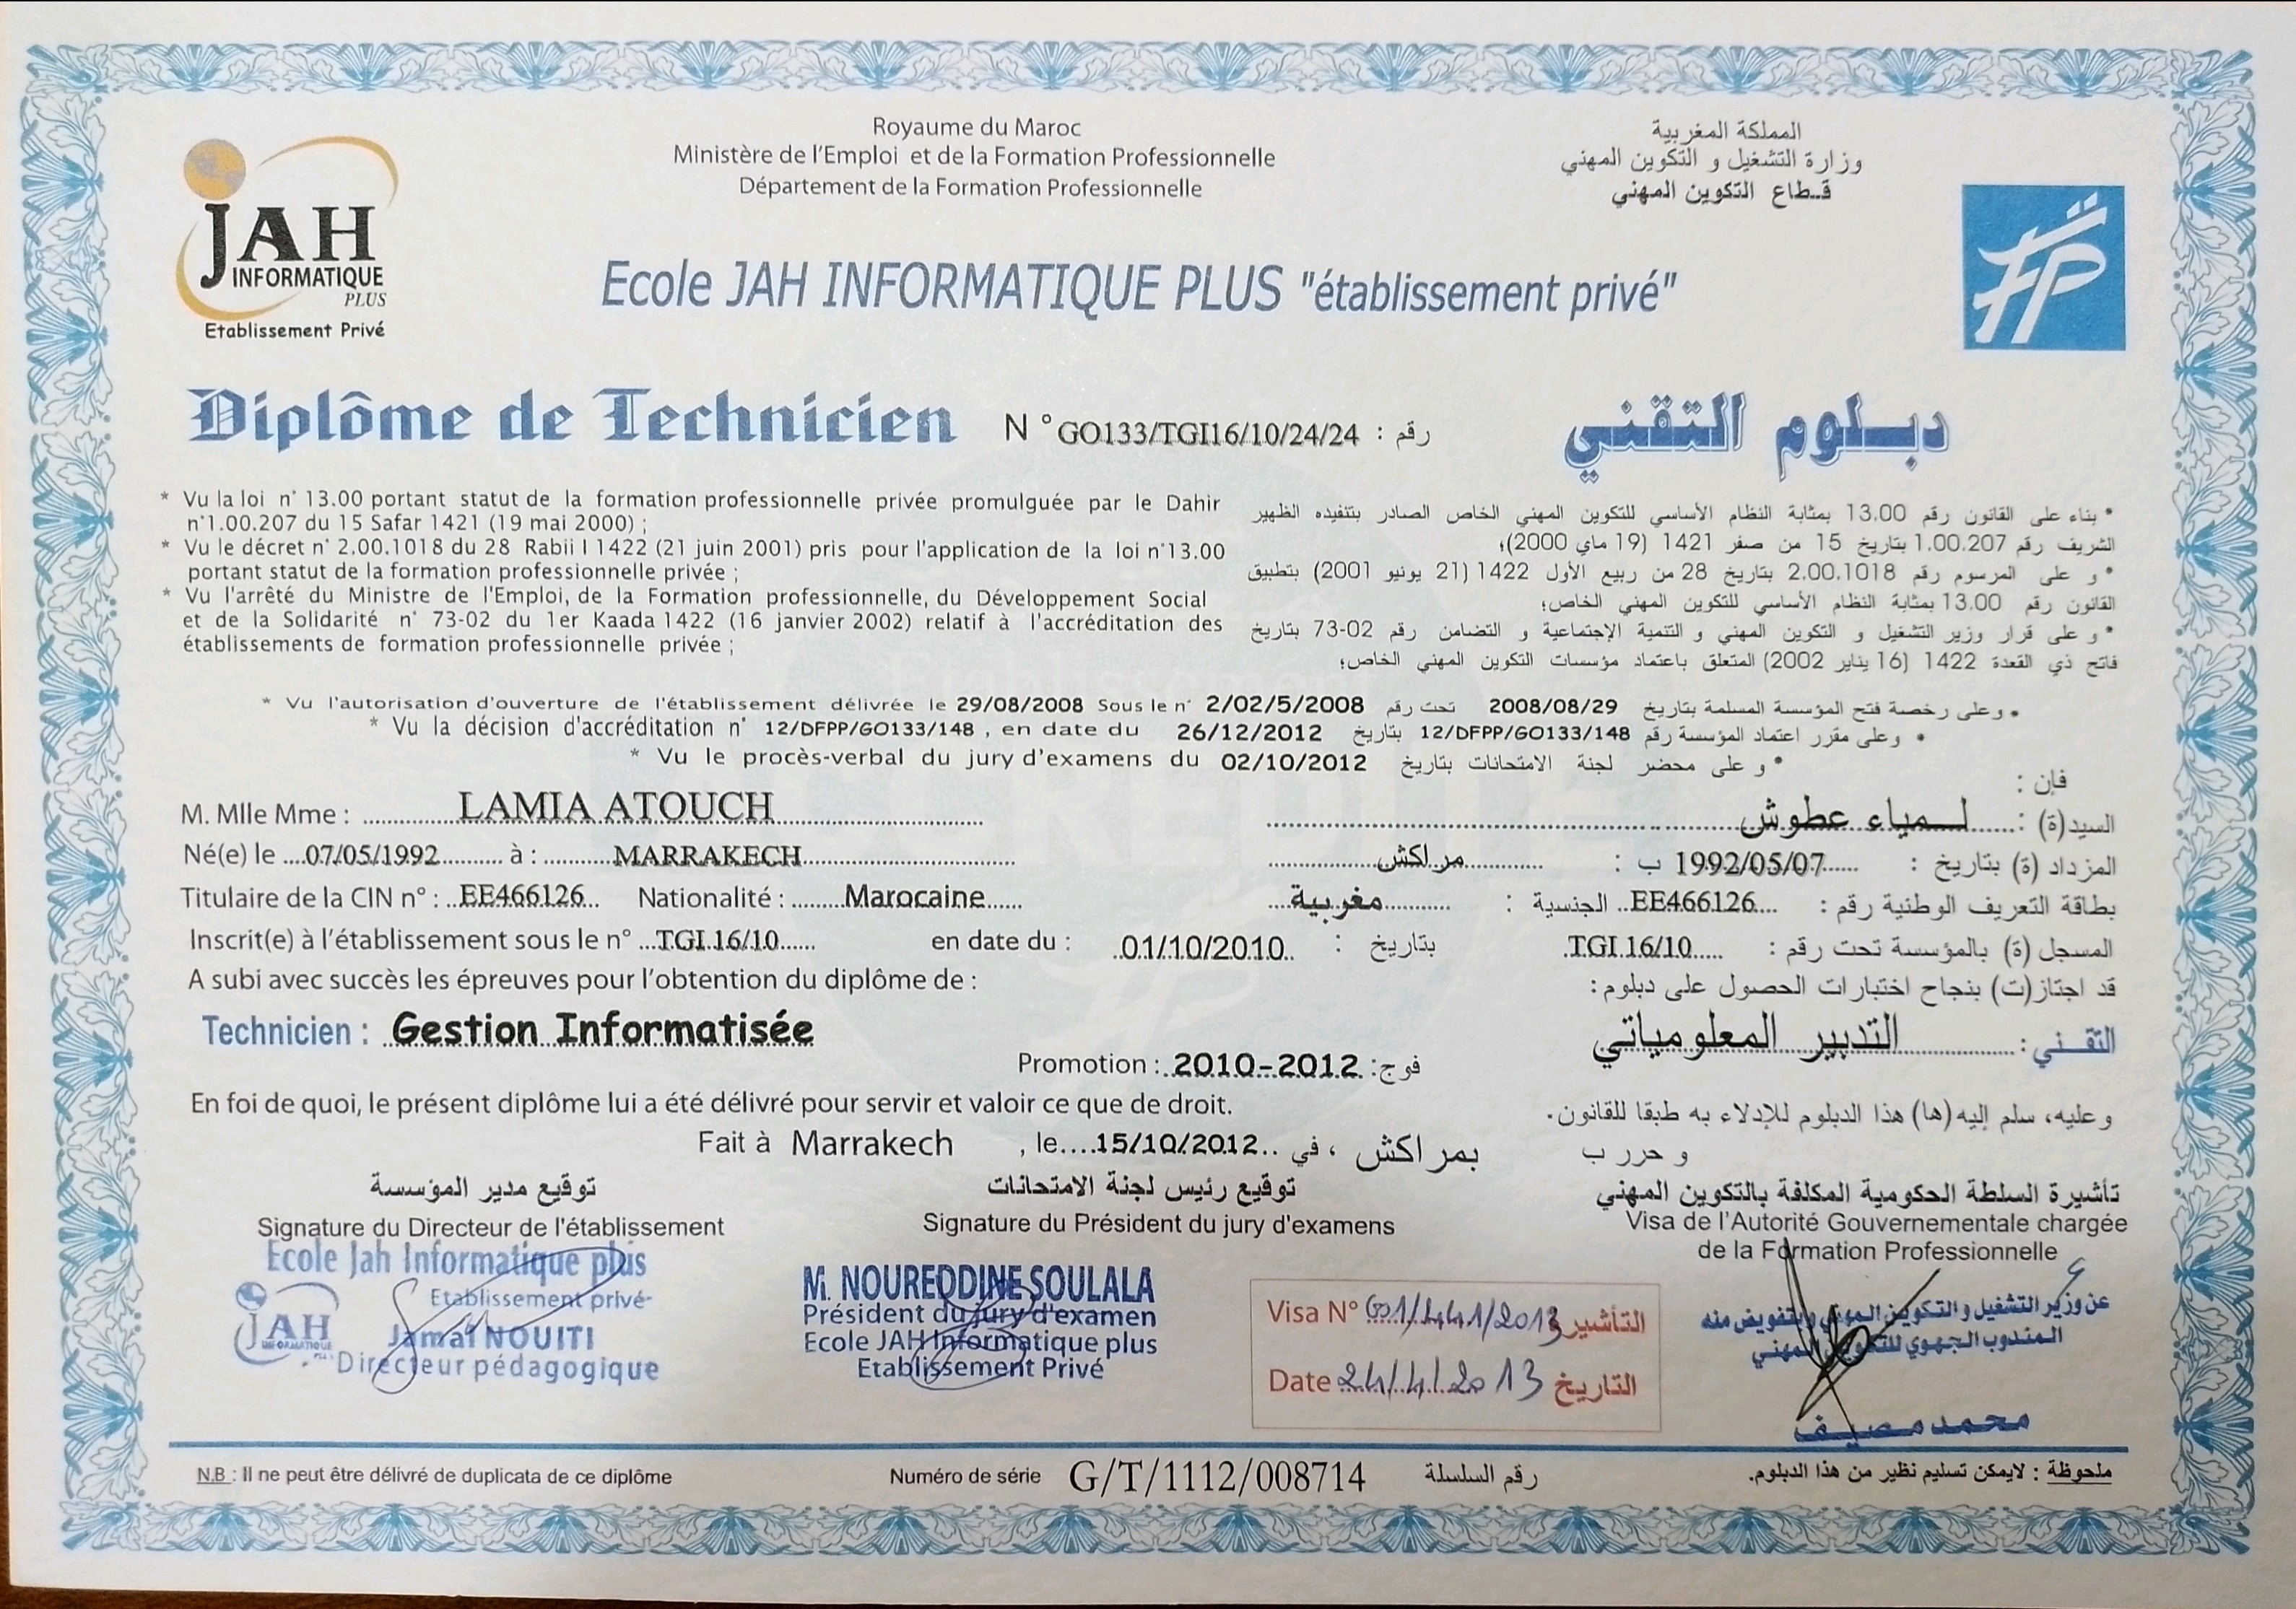 JAH
INFORMATIQUE
PLUS
Etablissement Privé
Royaume du Maroc
Ministère de l'Emploi et de la Formation Professionnelle
Département de la Formation Professionnelle
المملكة المغربية
وزارة التشغيل و التكوين المهني
قـطاع التكوين المهني
Ecole JAH INFORMATIQUE PLUS "établissement privé"
Diplôme de Technicien
N° GO133/TGI16/10/24/24 : رقم
دبـلوم التقني
* Vu la loi n° 13.00 portant statut de la formation professionnelle privée promulguée par le Dahir
n°1.00.207 du 15 Safar 1421 (19 mai 2000) ;
* Vu le décret n° 2.00.1018 du 28 Rabii I 1422 (21 juin 2001) pris pour l'application de la loi n°13.00
portant statut de la formation professionnelle privée ;
* Vu l'arrêté du Ministre de l'Emploi, de la Formation professionnelle, du Développement Social
et de la Solidarité n° 73-02 du 1er Kaada 1422 (16 janvier 2002) relatif à l'accréditation des
établissements de formation professionnelle privée ;
* بناء على القانون رقم 13.00 بمثابة النظام الأساسي للتكوين المهني الخاص الصادر بتنفيده الظهير
الشريف رقم 1.00.207 بتاريخ 15 من صفر 1421 (19 ماي 2000)؛
* و على المرسوم رقم 2.00.1018 بتاريخ 28 من ربيع الأول 1422 (21 يونيو 2001) بتطبيق
القانون رقم 13.00 بمثابة النظام الأساسي للتكوين المهني الخاص؛
* و على قرار وزير التشغيل و التكوين المهني و التنمية الإجتماعية و التضامن رقم 73-02 بتاريخ
فاتح ذي القعدة 1422 (16 يناير 2002) المتعلق باعتماد مؤسسات التكوين المهني الخاص؛
* Vu l'autorisation d'ouverture de l'établissement délivrée le 29/08/2008 Sous le n° 2/02/5/2008 تحت رقم 2008/08/29 وعلى رخصة فتح المؤسسة المسلمة بتاريخ
* Vu la décision d'accréditation n° 12/DFPP/GO133/148 , en date du 26/12/2012 بتاريخ 12/DFPP/GO133/148 وعلى مقرر اعتماد المؤسسة رقم
* Vu le procès-verbal du jury d'examens du 02/10/2012 و على محضر لجنة الامتحانات بتاريخ
فإن :
M. Mlle Mme : LAMIA ATOUCH
السيد(ة) : لـمياء عطوش
Né(e) le 07/05/1992 à : MARRAKECH
المزداد (ة) بتاريخ : 1992/05/07 ب : مراكش
Titulaire de la CIN n° : EE466126 Nationalité : Marocaine
بطاقة التعريف الوطنية رقم : EE466126 الجنسية : مغربية
Inscrit(e) à l'établissement sous le n° TGI 16/10 en date du : 01/10/2010
المسجل (ة) بالمؤسسة تحت رقم : TGI 16/10 بتاريخ :
A subi avec succès les épreuves pour l'obtention du diplôme de :
قد اجتاز(ت) بنجاح اختبارات الحصول على دبلوم :
Technicien : Gestion Informatisée
التقـني : التدبير المعلومياتي
Promotion : 2010-2012 فوج:
En foi de quoi, le présent diplôme lui a été délivré pour servir et valoir ce que de droit.
وعليه، سلم إليه(ها) هذا الدبلوم للإدلاء به طبقا للقانون.
Fait à Marrakech , le....15/10/2012.. و حرر ب بمراكش ، في
توقيع مدير المؤسسة
Signature du Directeur de l'établissement
Ecole Jah Informatique plus
Etablissement privé-
JAH
INFORMATIQUE
Jamal NOUITI
Directeur pédagogique
توقيع رئيس لجنة الامتحانات
Signature du Président du jury d'examens
M. NOUREDDINE SOULALA
Président du jury d'examen
Ecole JAH Informatique plus
Etablissement Privé
تأشيرة السلطة الحكومية المكلفة بالتكوين المهني
Visa de l'Autorité Gouvernementale chargée
de la Formation Professionnelle
عن وزير التشغيل والتكوين المهني وبتفويض منه
المندوب الجهوي للتكوين المهني
محمد مصيف
Visa N° G01/441/2013 التأشير
Date 24/4/2013 التاريخ
N.B : Il ne peut être délivré de duplicata de ce diplôme
Numéro de série G/T/1112/008714 رقم السلسلة
ملحوظة : لايمكن تسليم نظير من هذا الدبلوم.